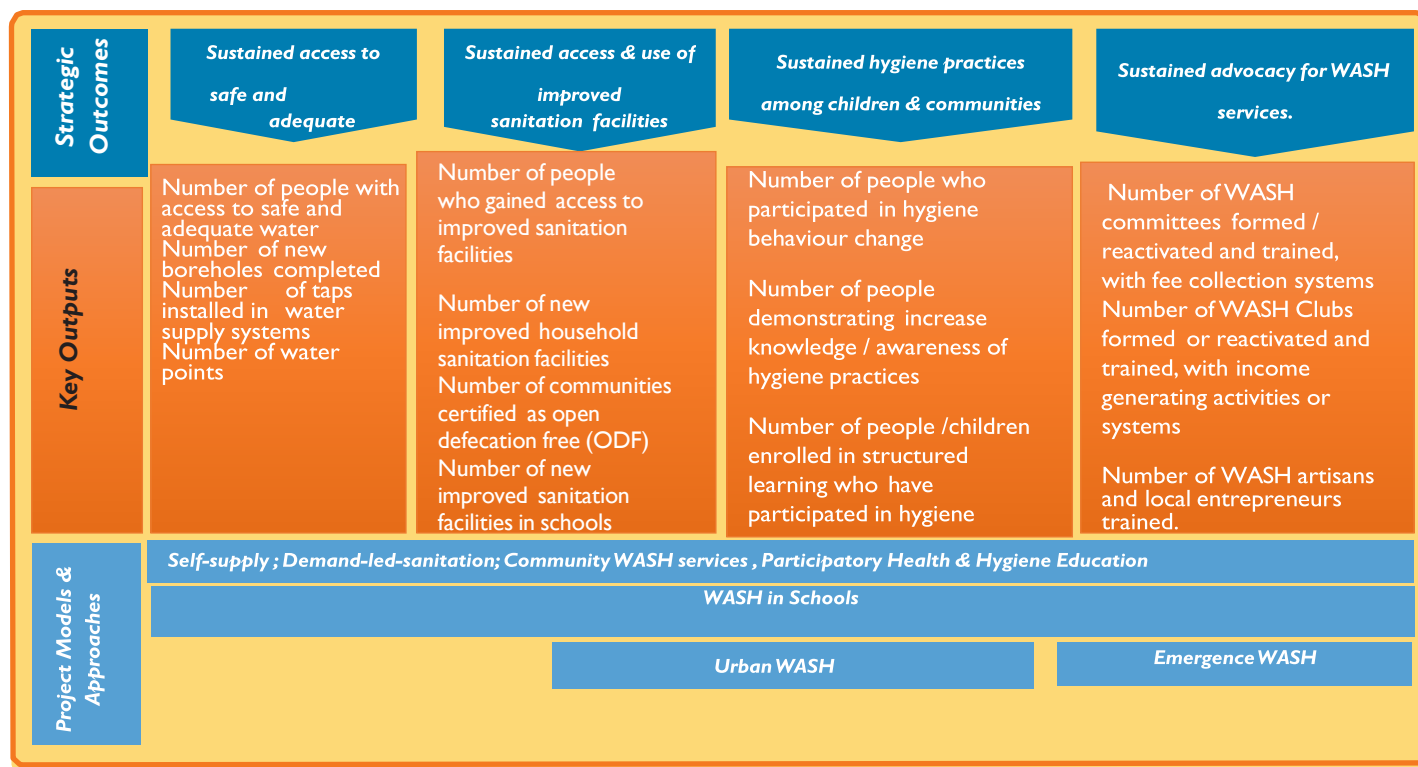 Strategic
Outcomes
Sustained access to
safe and
adequate
Sustained access & use of
improved
sanitation facilities
Sustained hygiene practices
among children & communities
Sustained advocacy for WASH
services.
Key Outputs
Number of people with
access to safe and
adequate water
Number of new
boreholes completed
Number of taps
installed in water
supply systems
Number of water
points
Number of people
who gained access to
improved sanitation
facilities
Number of new
improved household
sanitation facilities
Number of communities
certified as open
defecation free (ODF)
Number of new
improved sanitation
facilities in schools
Number of people who
participated in hygiene
behaviour change
Number of people
demonstrating increase
knowledge / awareness of
hygiene practices
Number of people /children
enrolled in structured
learning who have
participated in hygiene
Number of WASH
committees formed /
reactivated and trained,
with fee collection systems
Number of WASH Clubs
formed or reactivated and
trained, with income
generating activities or
systems
Number of WASH artisans
and local entrepreneurs
trained.
Project Models &
Approaches
Self-supply ; Demand-led-sanitation; Community WASH services , Participatory Health & Hygiene Education
WASH in Schools
Urban WASH
Emergence WASH